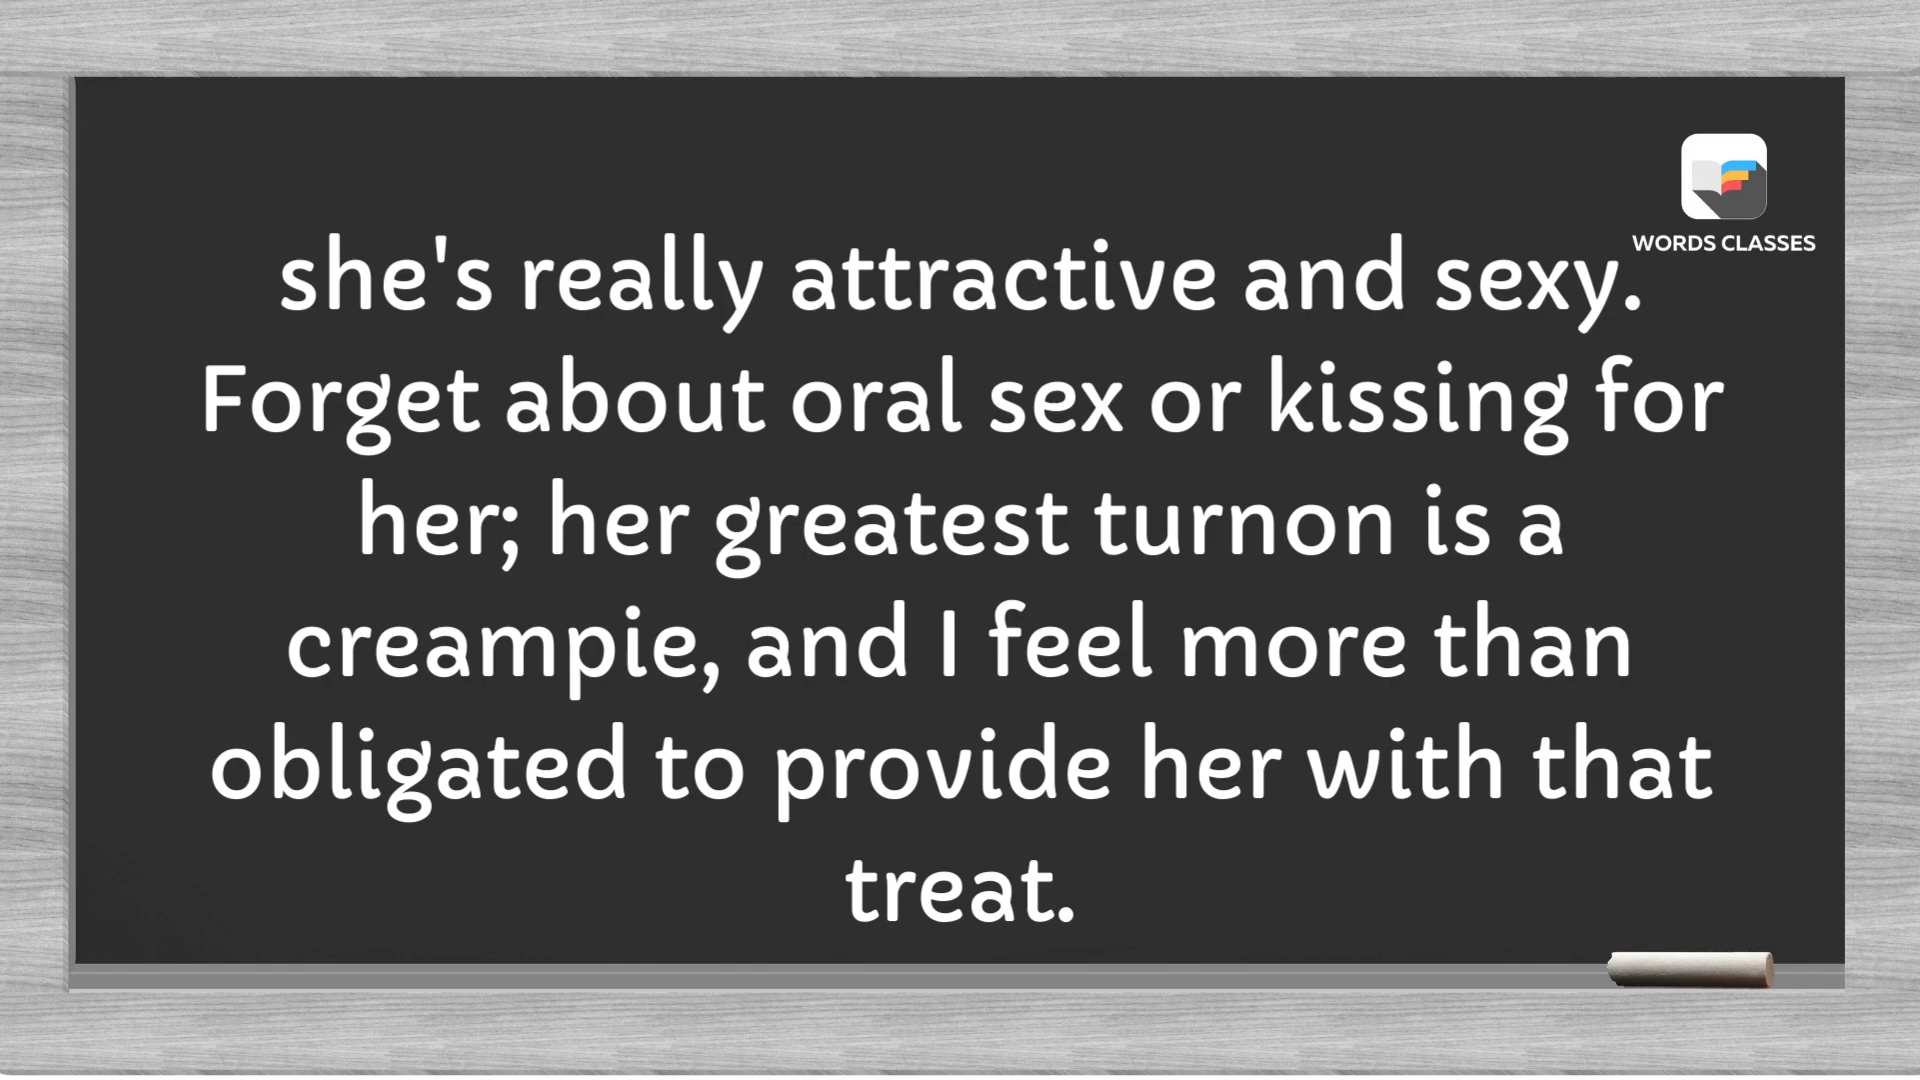 WORDS CLASSES
she's really attractive and sexy.
Forget about oral sex or kissing for
her; her greatest turnon is a
creampie, and I feel more than
obligated to provide her with that
treat.